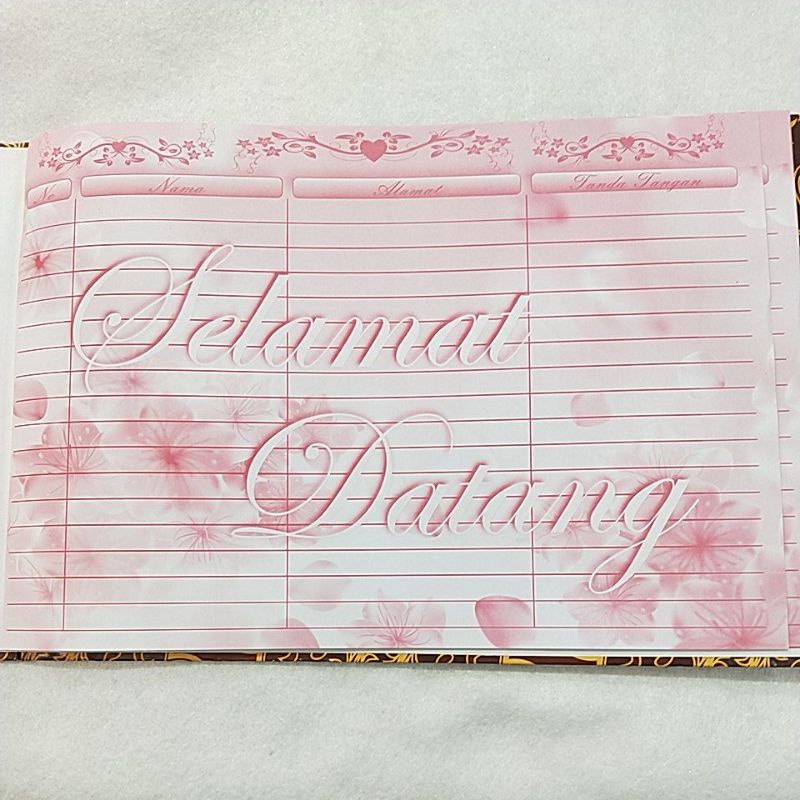 No Nama Alamat Tanda Tangan
Selamat
Datang